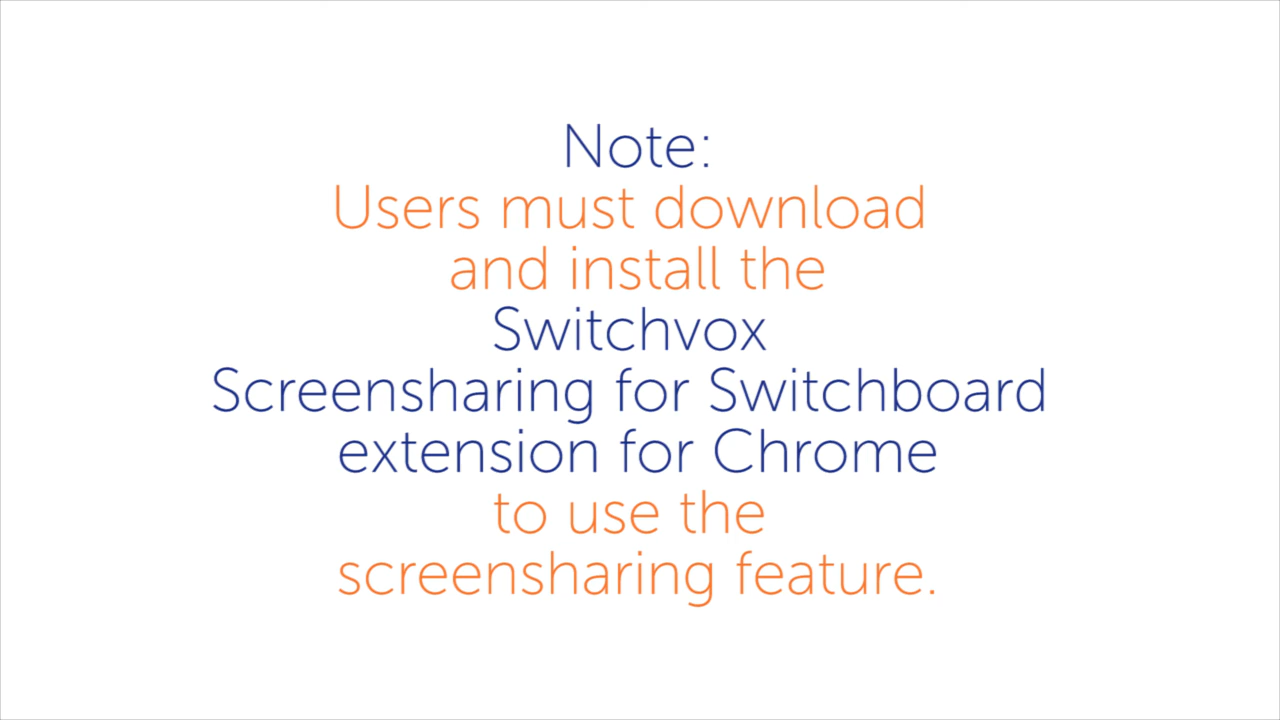 Note:
Users must download
and install the
Switchvox
Screensharing for Switchboard
extension for Chrome
to use the
screensharing feature.